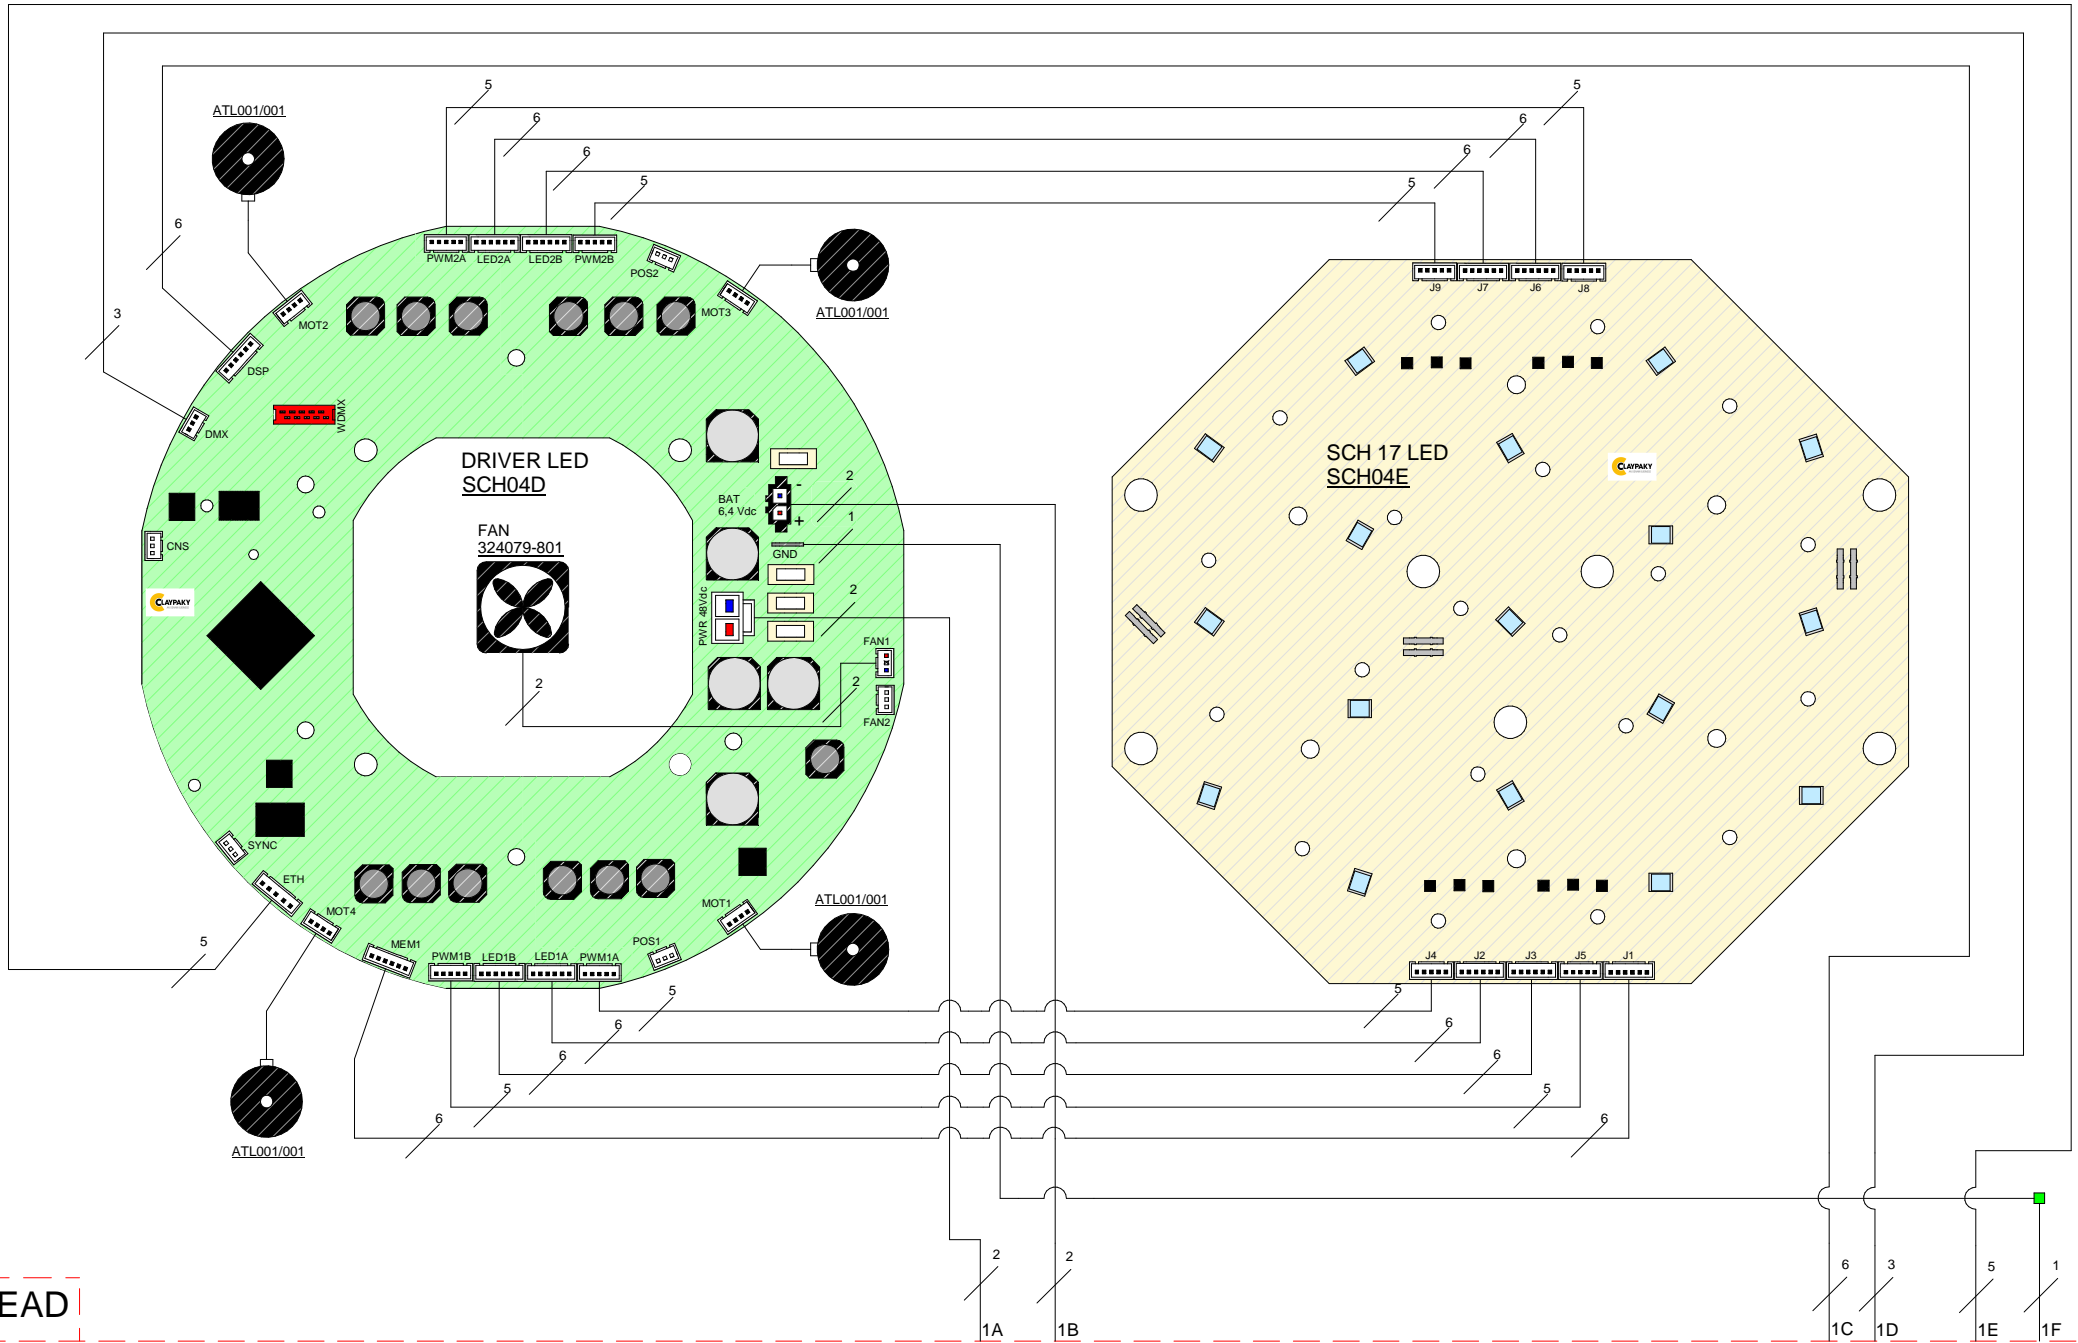 5
5
ATL001/001
6
6
6
6
5
5
6
3
PWM2A
LED2A
LED2B
PWM2B
POS2
MOT3
ATL001/001
MOT2
DSP
WDMX
DMX
J9
J7
J6
J8
DRIVER LED
SCH04D
SCH 17 LED
SCH04E
CLAYPAKY
BAT
6,4 Vdc
-
+
2
1
GND
FAN
324079-801
CNS
CLAYPAKY
PWR 48Vdc
2
FAN1
2
2
FAN2
SYNC
ETH
MOT4
MEM1
PWM1B
LED1B
LED1A
PWM1A
POS1
MOT1
ATL001/001
J4
J2
J3
J5
J1
5
5
5
6
6
6
6
5
5
6
6
ATL001/001
2
2
6
3
5
1
EAD
1A
1B
1C
1D
1E
1F